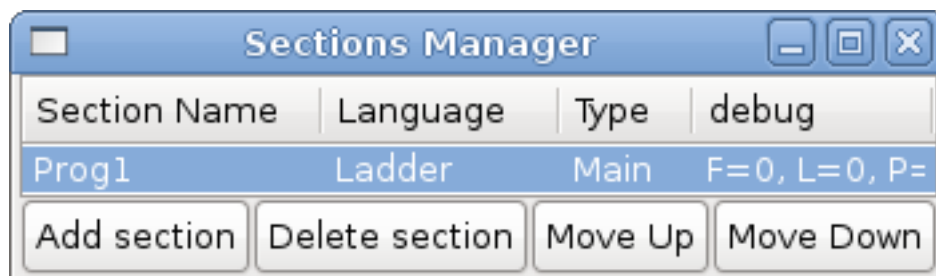 Sections Manager
Section Name Language Type debug
Prog1 Ladder Main F=0, L=0, P=
Add section Delete section Move Up Move Down